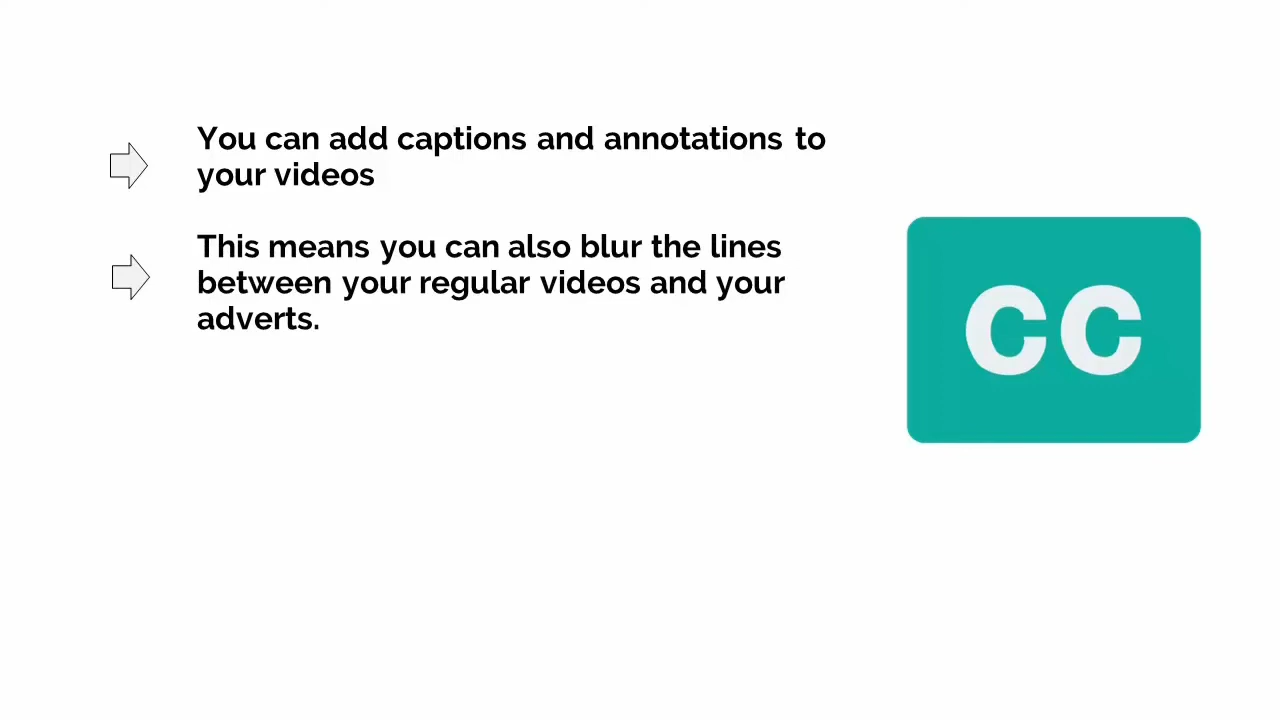 You can add captions and annotations to
your videos
This means you can also blur the lines
between your regular videos and your
adverts.
CC